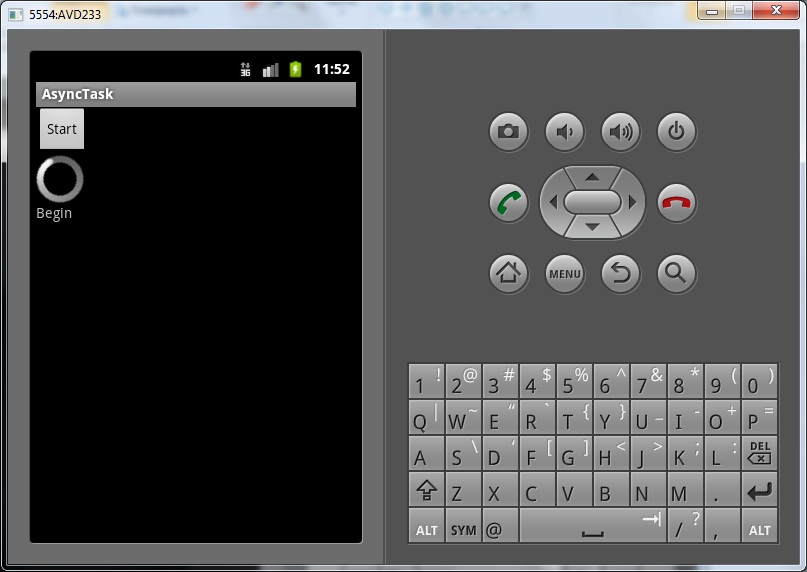 5554:AVD233
3G 11:52
AsyncTask
Start
Begin
MENU
1 ! 2 @ 3 # 4 $ 5 % 6 ^ 7 & 8 * 9 ( 0 )
Q | W ~ E “ R ` T { Y } U _ I - O + P =
A S \ D ‘ F [ G ] H < J > K ; L : DEL
Z X C V B N M .
ALT SYM @ / ? , ALT